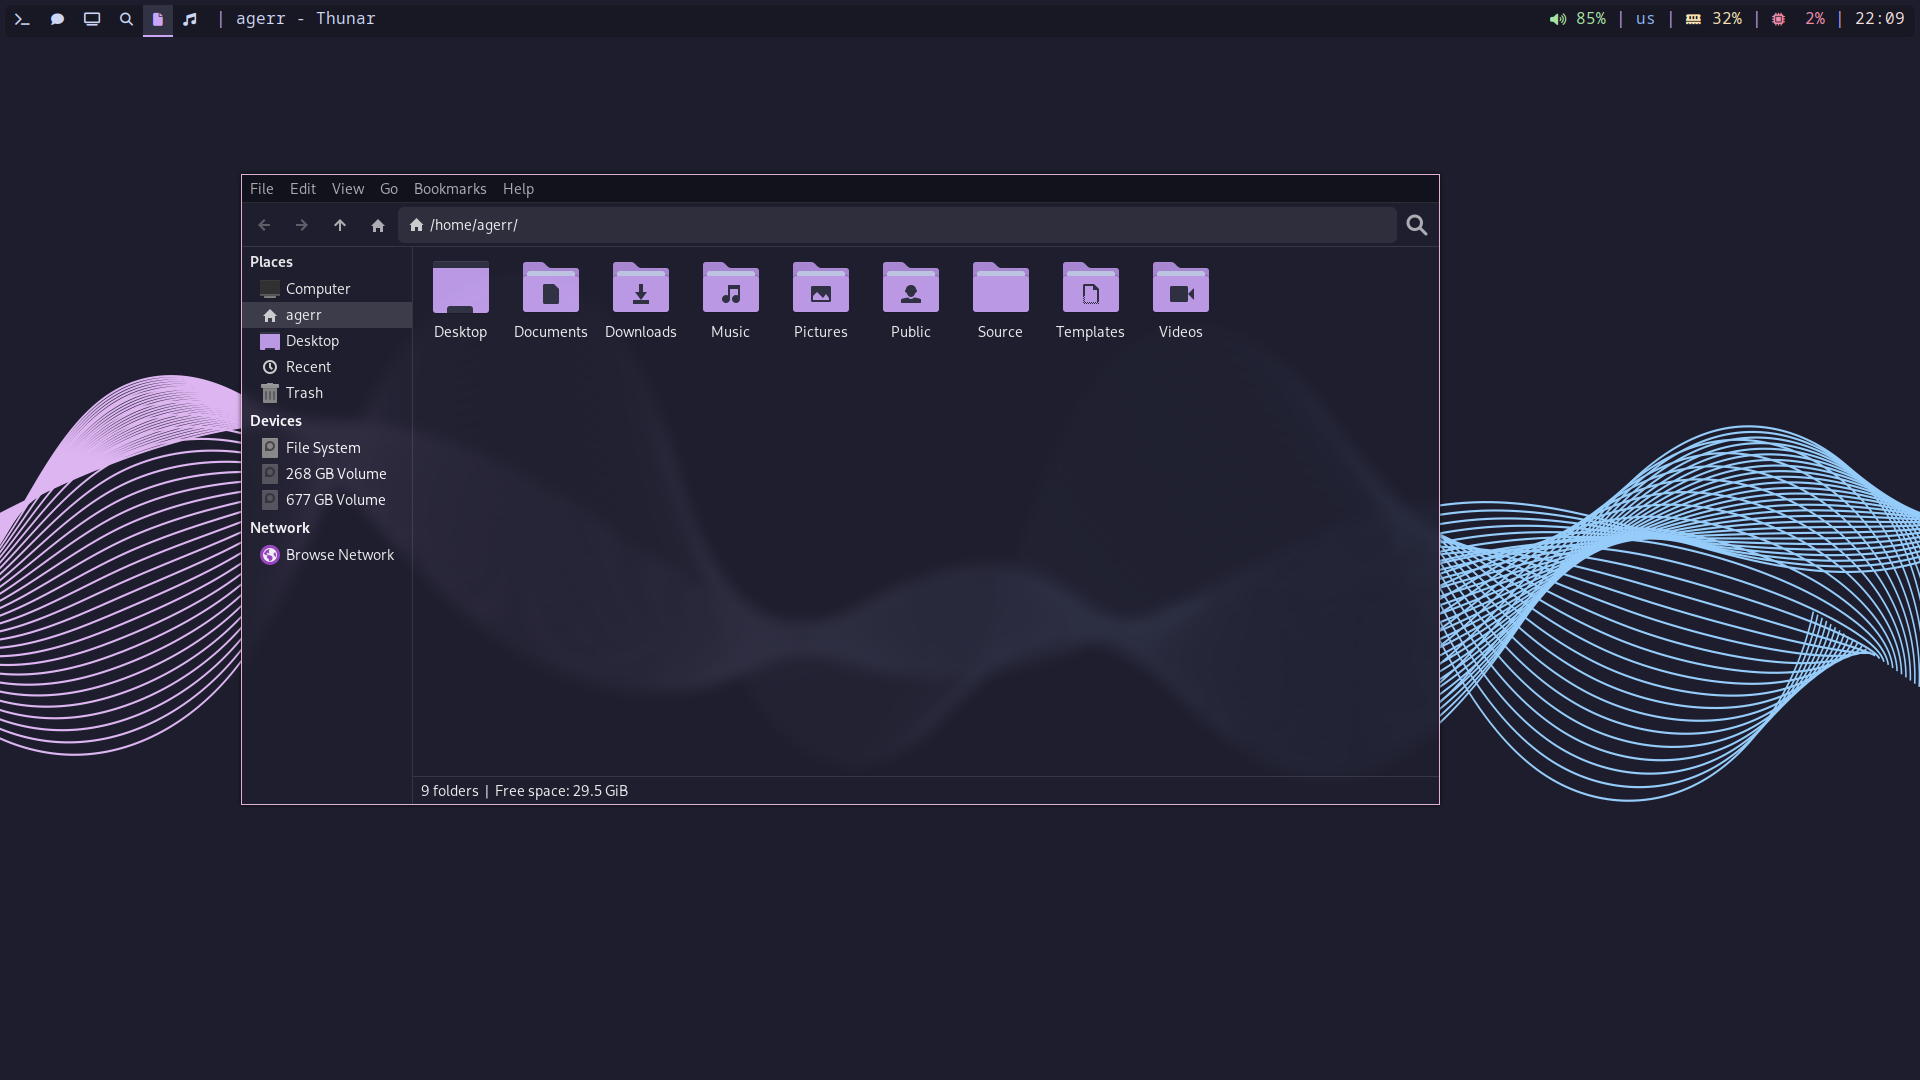 | agerr - Thunar
85% | us | 32% | 2% | 22:09
File Edit View Go Bookmarks Help
/home/agerr/
Places
Computer
agerr
Desktop
Recent
Trash
Devices
File System
268 GB Volume
677 GB Volume
Network
Browse Network
Desktop Documents Downloads Music Pictures Public Source Templates Videos
9 folders | Free space: 29.5 GiB